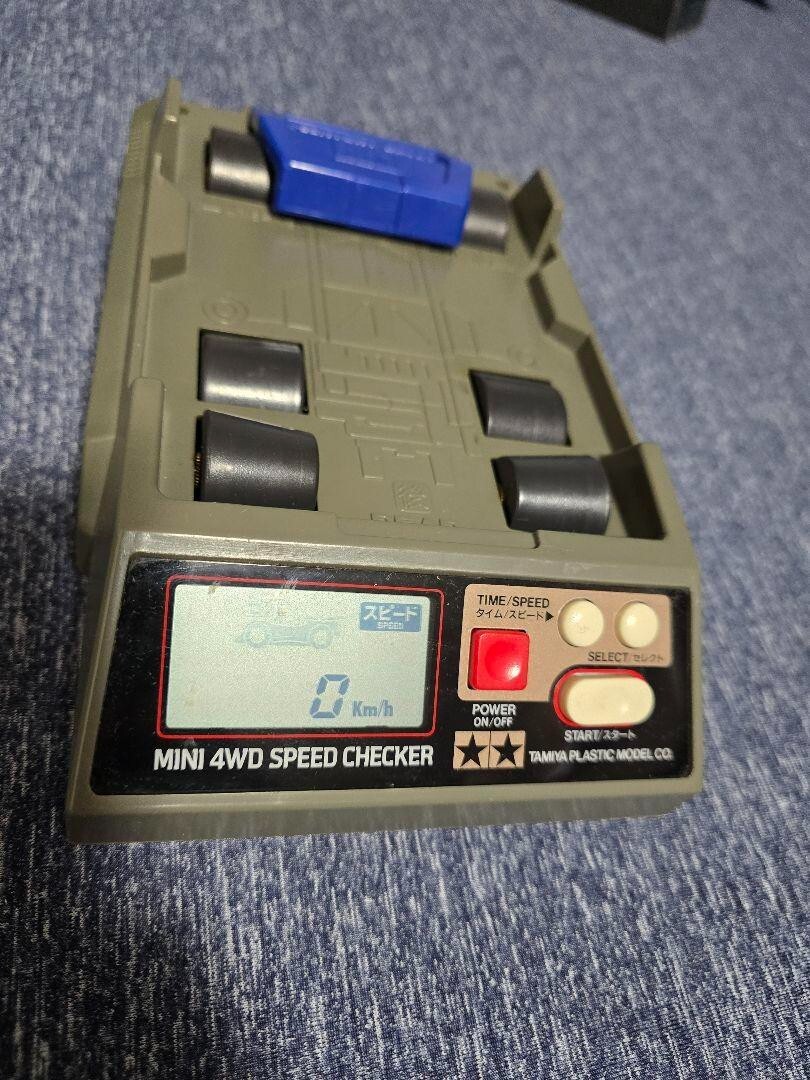 スピード
SPEED
0 Km/h
MINI 4WD SPEED CHECKER
TIME/SPEED
タイム/スピード▶
SELECT/セレクト
POWER
ON/OFF
START/スタート
TAMIYA PLASTIC MODEL CO.